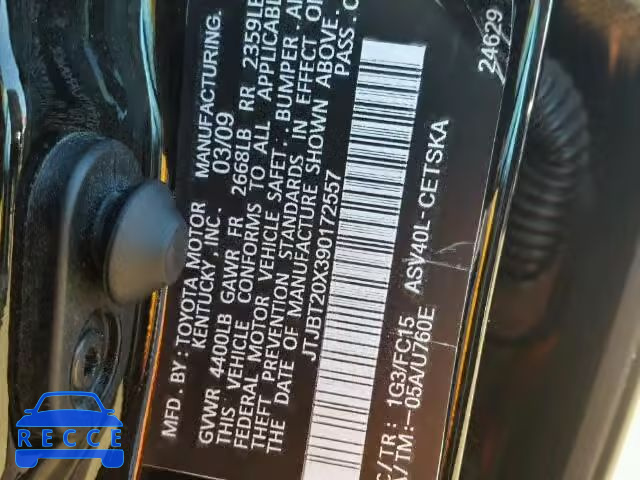 MFD. BY: TOYOTA MOTOR MANUFACTURING.
KENTUCKY, INC. 03/09
GVWR 4400LB GAWR FR 2668LB RR 2359LB
THIS VEHICLE CONFORMS TO ALL APPLICABLE
FEDERAL MOTOR VEHICLE SAFETY. BUMPER. AN
THEFT PREVENTION STANDARDS IN EFFECT ON
THE DATE OF MANUFACTURE SHOWN ABOVE.
JTJBT20X390172557 PASS. C
C/TR: 1G3/FC15 ASV40L-CETSKA
A/TM: -05A/U760E
24629
RECCE